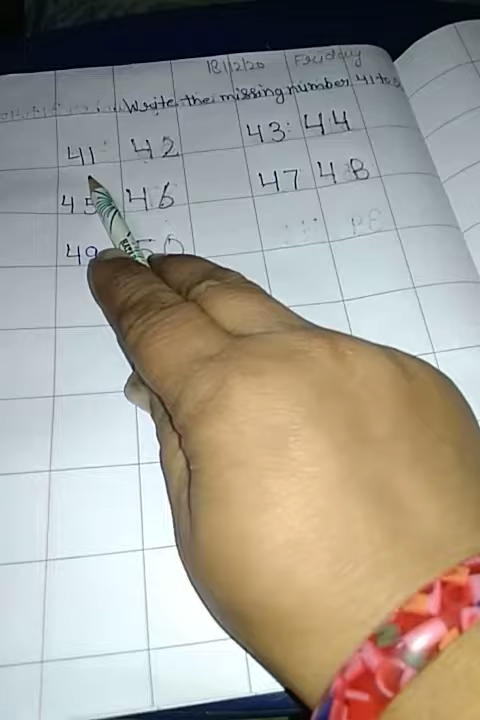 18/12/20 Friday
Write the missing number 41 to
41 42 43 44
45 46 47 48
49 50